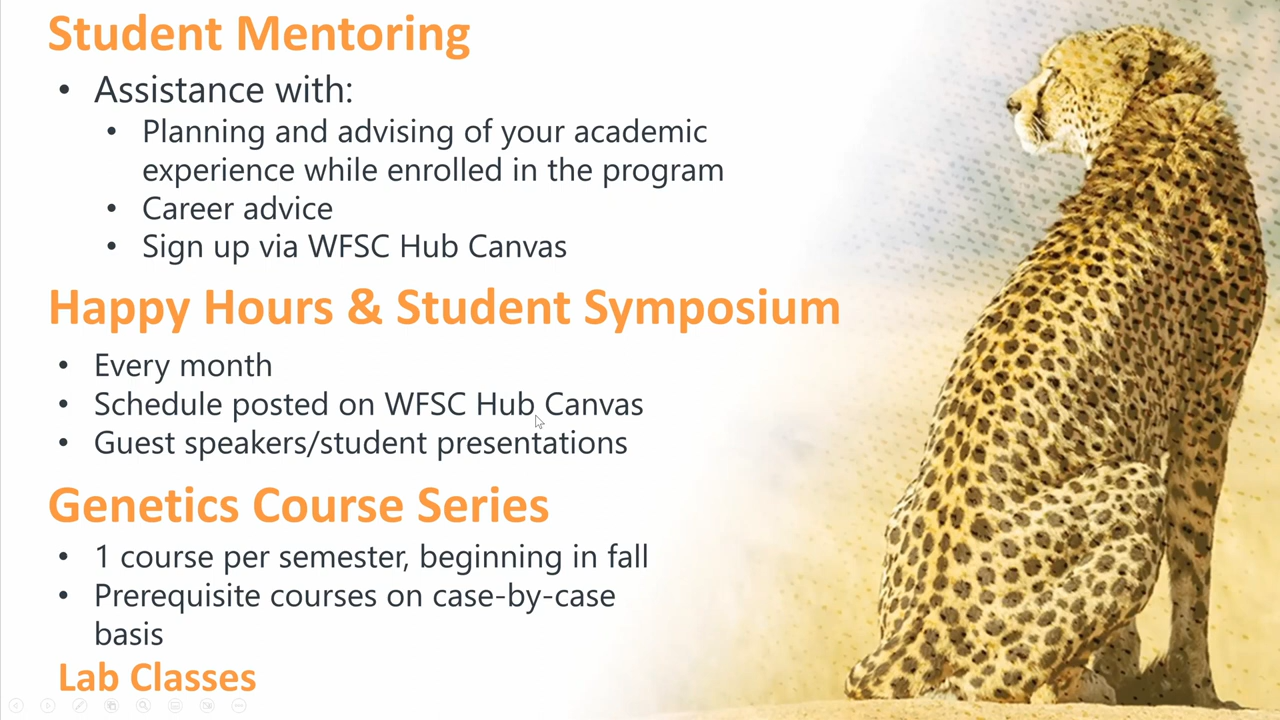 Student Mentoring
• Assistance with:
• Planning and advising of your academic
experience while enrolled in the program
• Career advice
• Sign up via WFSC Hub Canvas
Happy Hours & Student Symposium
• Every month
• Schedule posted on WFSC Hub Canvas
• Guest speakers/student presentations
Genetics Course Series
• 1 course per semester, beginning in fall
• Prerequisite courses on case-by-case
basis
Lab Classes